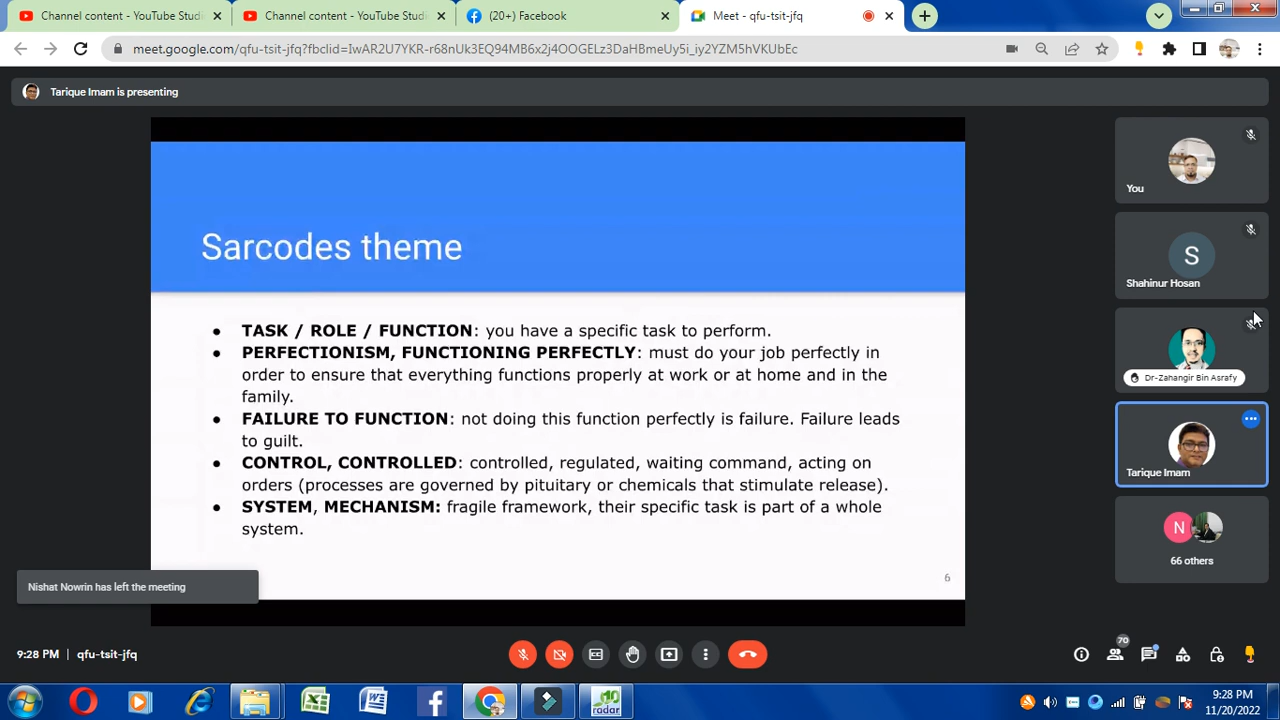 Channel content - YouTube Studi
Channel content - YouTube Studi
(20+) Facebook
Meet - qfu-tsit-jfq
meet.google.com/qfu-tsit-jfq?fbclid=IwAR2U7YKR-r68nUk3EQ94MB6x2j4OOGELz3DaHBmeUy5i_iy2YZM5hVKUbEc
Tarique Imam is presenting
Sarcodes theme
• TASK / ROLE / FUNCTION: you have a specific task to perform.
• PERFECTIONISM, FUNCTIONING PERFECTLY: must do your job perfectly in
order to ensure that everything functions properly at work or at home and in the
family.
• FAILURE TO FUNCTION: not doing this function perfectly is failure. Failure leads
to guilt.
• CONTROL, CONTROLLED: controlled, regulated, waiting command, acting on
orders (processes are governed by pituitary or chemicals that stimulate release).
• SYSTEM, MECHANISM: fragile framework, their specific task is part of a whole
system.
6
You
S
Shahinur Hosan
Dr-Zahangir Bin Asrafy
Tarique Imam
N
66 others
Nishat Nowrin has left the meeting
9:28 PM | qfu-tsit-jfq
70
10
radar
9:28 PM
11/20/2022